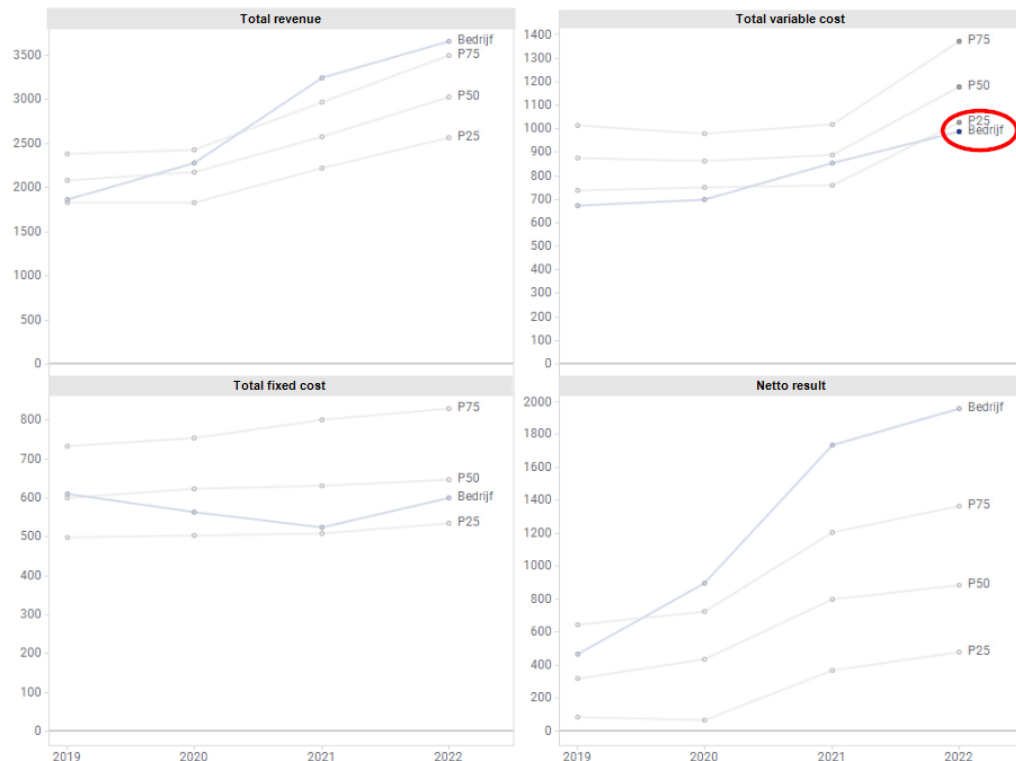 Total revenue
3500
3000
2500
2000
1500
1000
500
0
Bedrijf
P75
P50
P25
Total variable cost
1400
1300
1200
1100
1000
900
800
700
600
500
400
300
200
100
0
P75
P50
P25
Bedrijf
Total fixed cost
800
700
600
500
400
300
200
100
0
P75
P50
Bedrijf
P25
2019 2020 2021 2022
Netto result
2000
1800
1600
1400
1200
1000
800
600
400
200
0
Bedrijf
P75
P50
P25
2019 2020 2021 2022